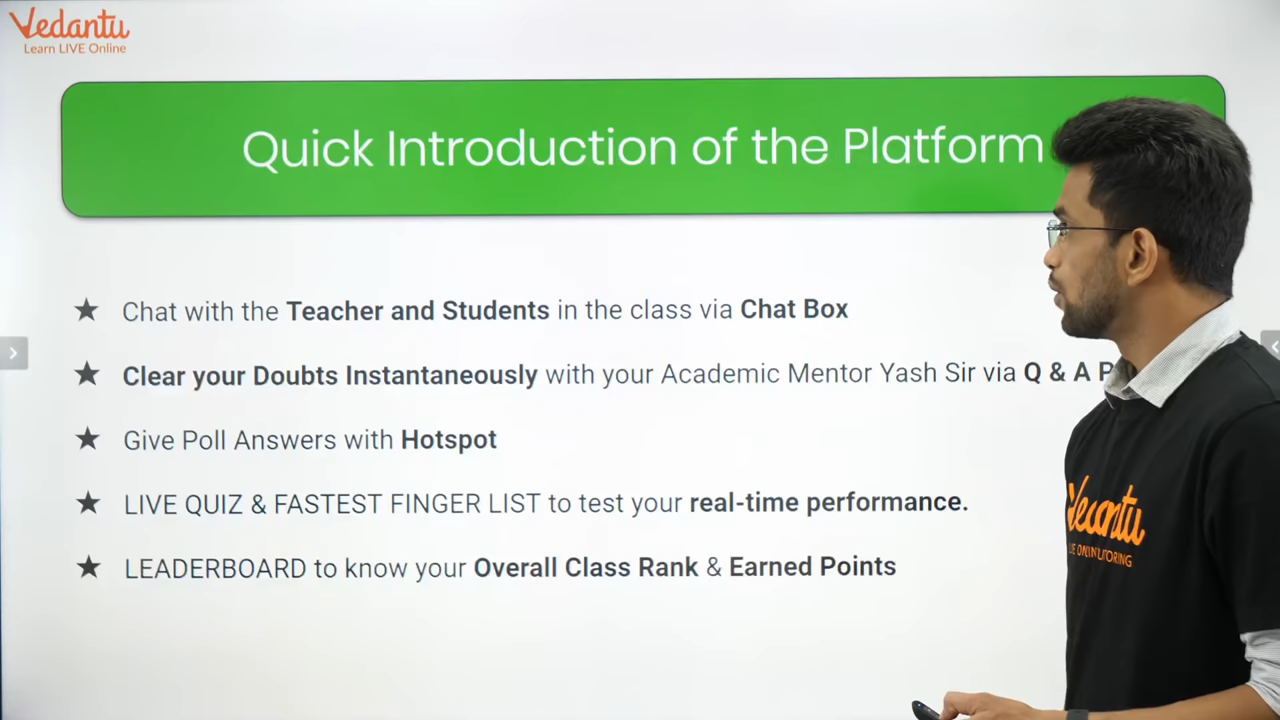 Vedantu
Learn LIVE Online
Quick Introduction of the Platform
★ Chat with the Teacher and Students in the class via Chat Box
★ Clear your Doubts Instantaneously with your Academic Mentor Yash Sir via Q & A
★ Give Poll Answers with Hotspot
★ LIVE QUIZ & FASTEST FINGER LIST to test your real-time performance.
★ LEADERBOARD to know your Overall Class Rank & Earned Points
Vedantu